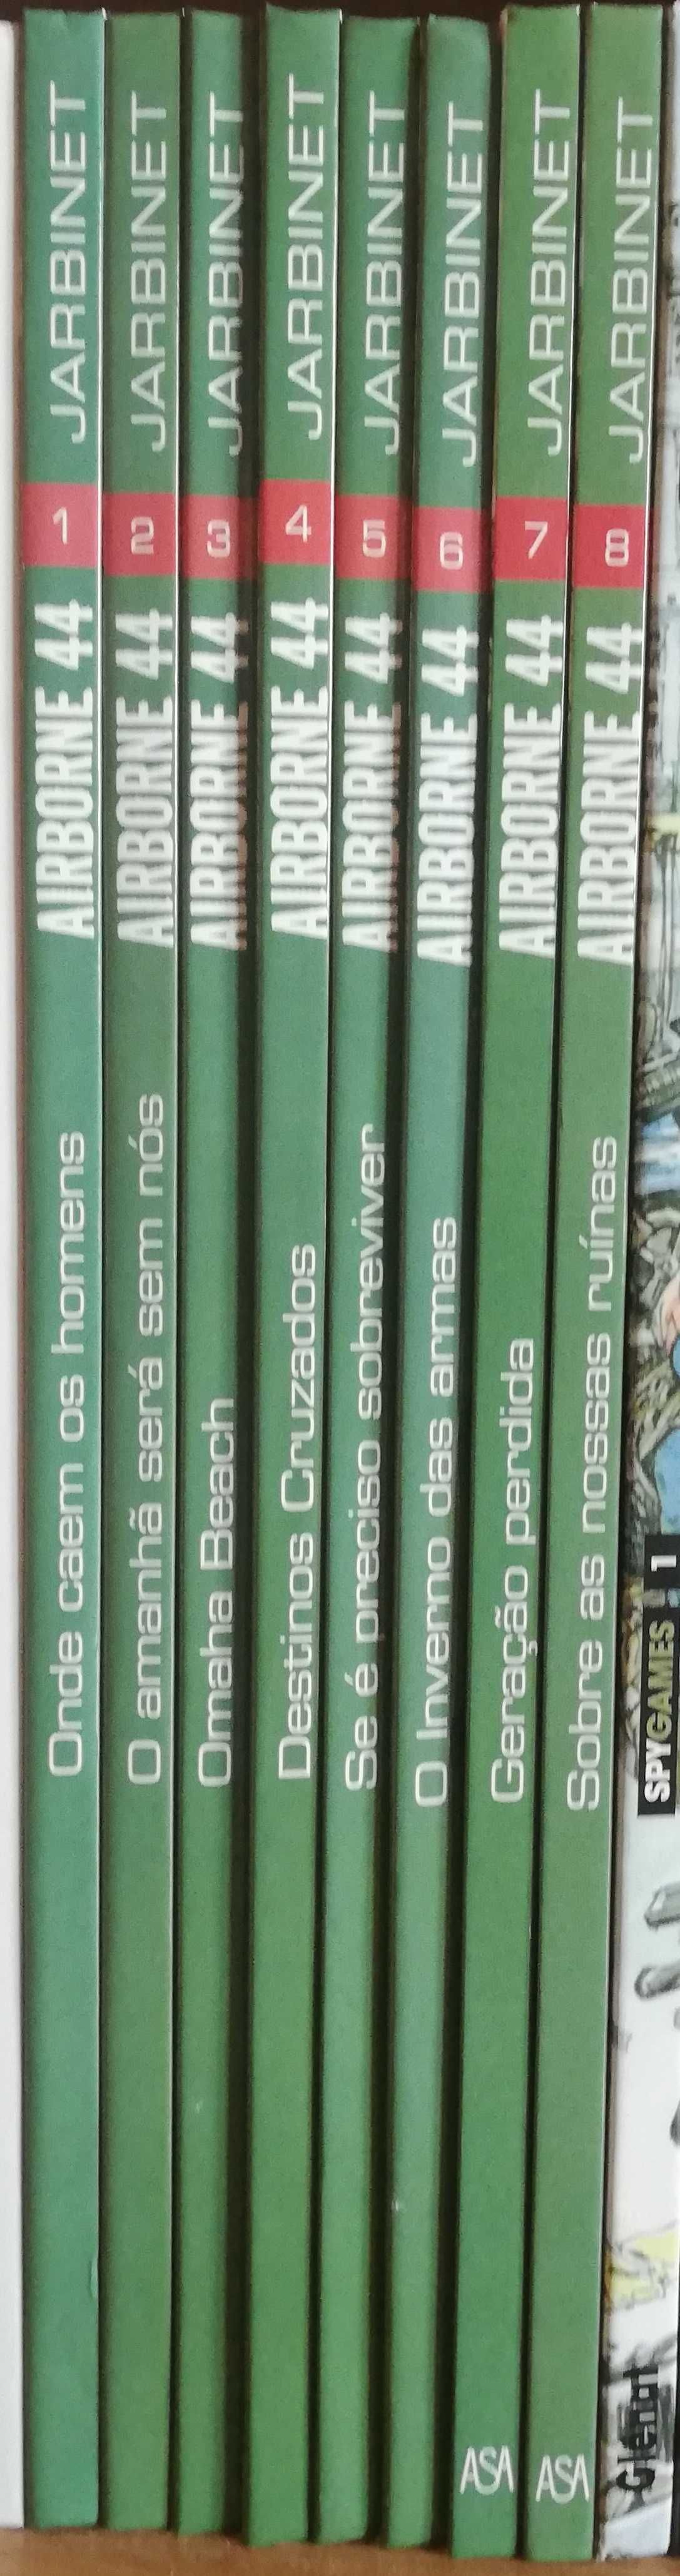 JARBINET
1
AIRBORNE 44
Onde caem os homens
JARBINET
2
AIRBORNE 44
O amanhã será sem nós
JARBINET
3
AIRBORNE 44
Omaha Beach
JARBINET
4
AIRBORNE 44
Destinos Cruzados
JARBINET
5
AIRBORNE 44
Se é preciso sobreviver
JARBINET
6
AIRBORNE 44
O Inverno das armas
JARBINET
7
AIRBORNE 44
Geração perdida
ASA
JARBINET
8
AIRBORNE 44
Sobre as nossas ruínas
ASA
SPYGAMES 1
Glénat